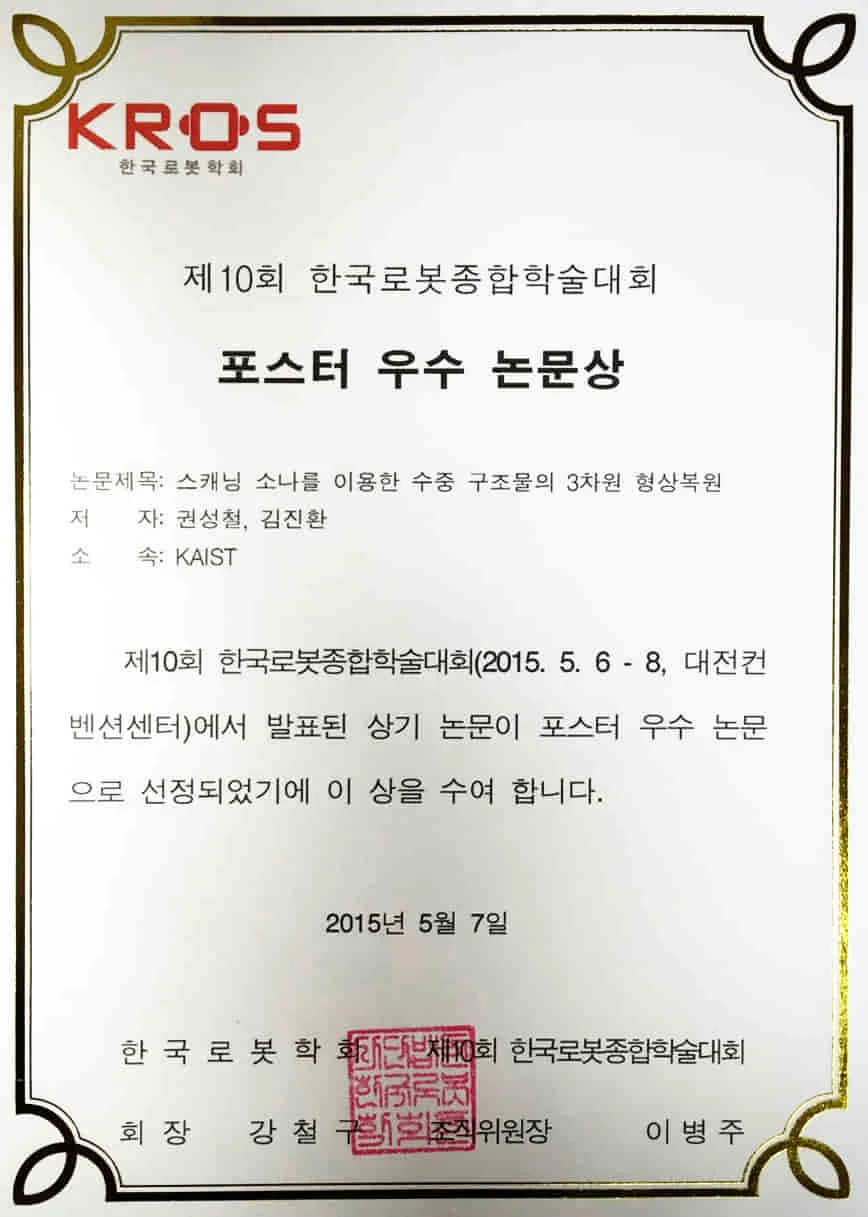 KROS
한국로봇학회
제10회 한국로봇종합학술대회
포스터 우수 논문상
논문제목: 스캐닝 소나를 이용한 수중 구조물의 3차원 형상복원
저 자: 권성철, 김진환
소 속: KAIST
제10회 한국로봇종합학술대회(2015. 5. 6 - 8, 대전컨
벤션센터)에서 발표된 상기 논문이 포스터 우수 논문
으로 선정되었기에 이 상을 수여 합니다.
2015년 5월 7일
한 국 로 봇 학 회 제10회 한국로봇종합학술대회
회 장 강 철 구 조직위원장 이 병 주